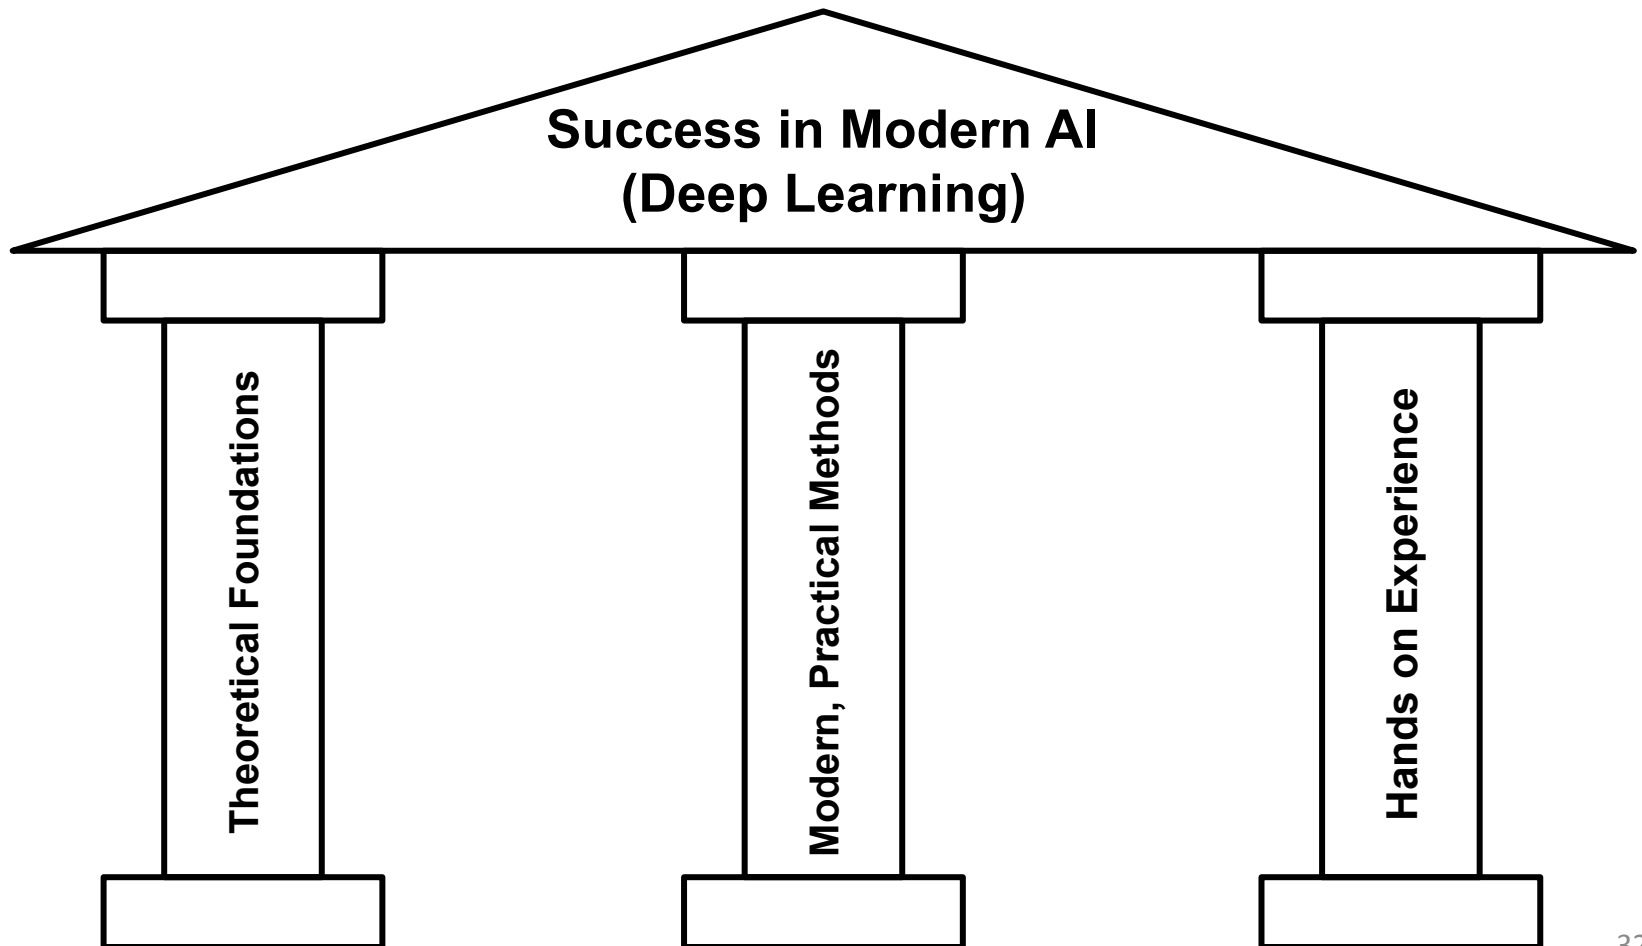 Success in Modern AI
(Deep Learning)
Theoretical Foundations
Modern, Practical Methods
Hands on Experience